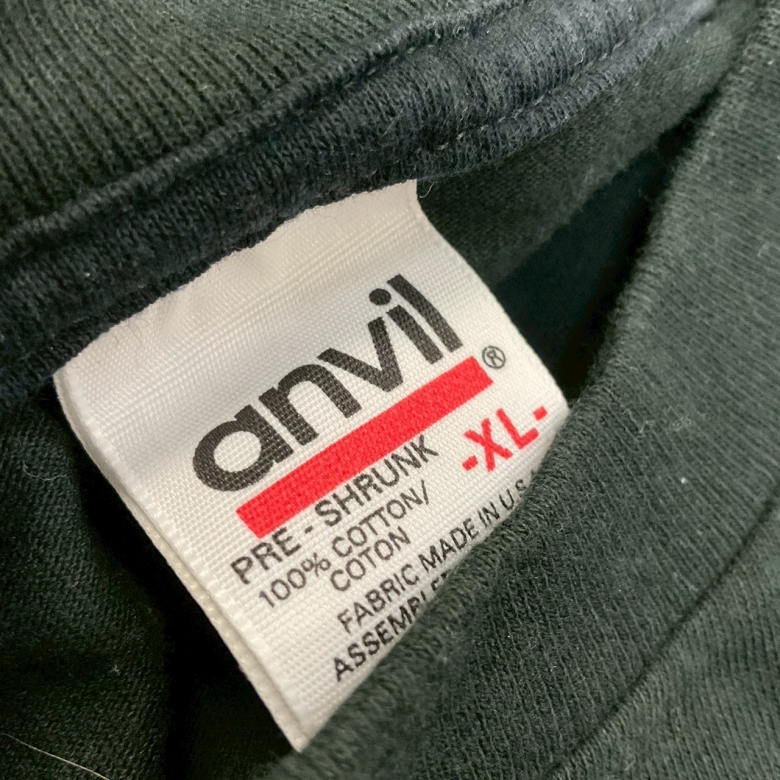 anvil®
-XL-
PRE-SHRUNK
100% COTTON/
COTON
FABRIC MADE IN U.S.